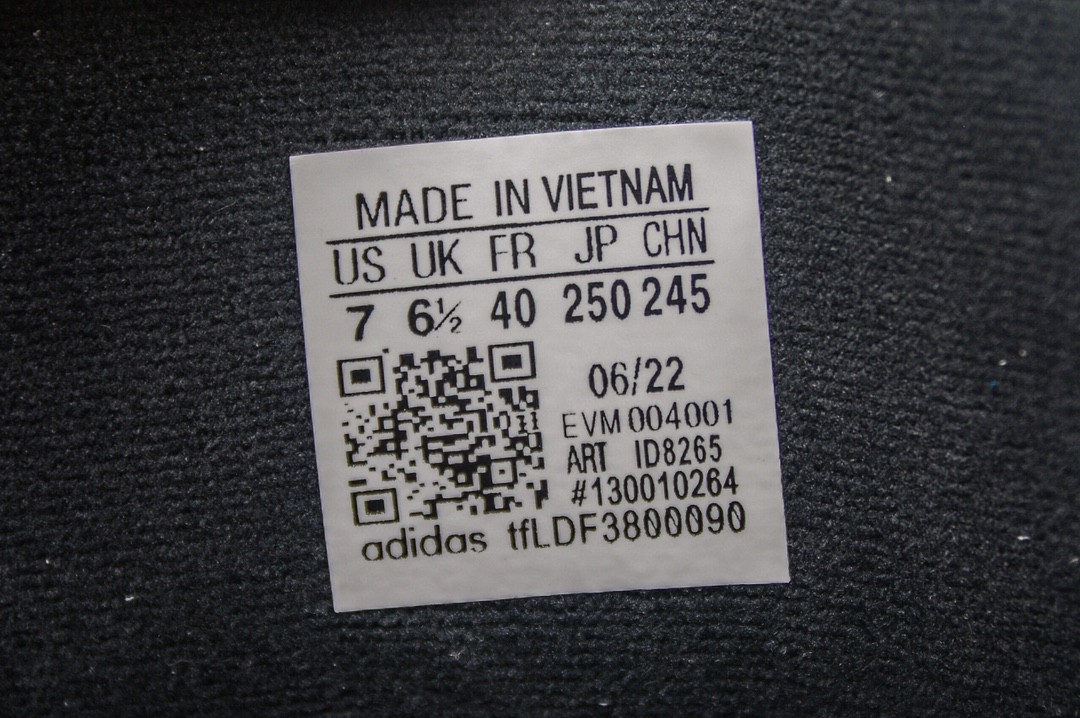 MADE IN VIETNAM
US UK FR JP CHN
7 6½ 40 250 245
06/22
EVM 004001
ART ID8265
#130010264
adidas tfLDF3800090